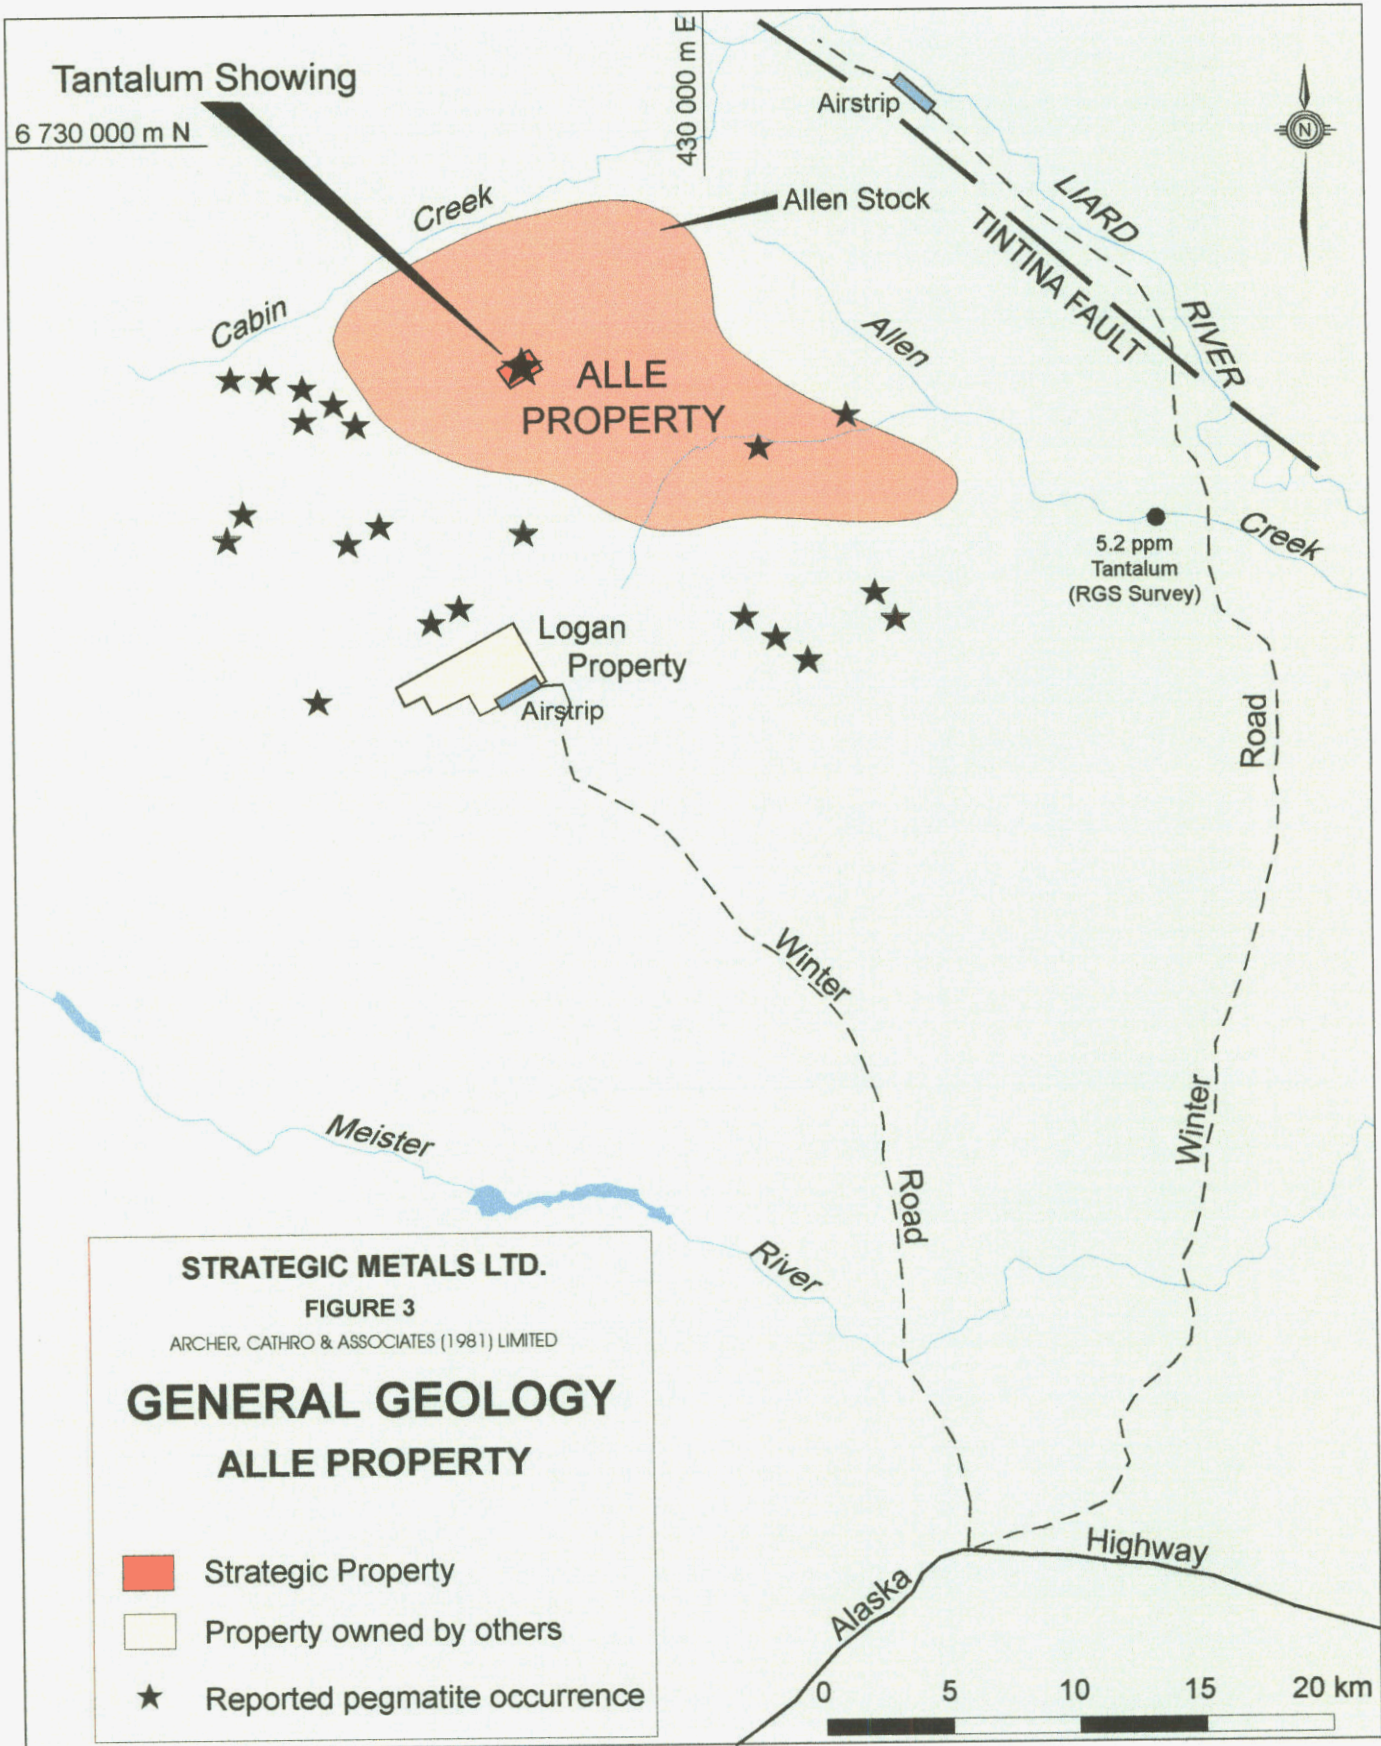 Tantalum Showing
6 730 000 m N
430 000 m E
Airstrip
N
Creek
Allen Stock
LIARD
TINTINA FAULT
RIVER
Cabin
Allen
ALLE
PROPERTY
5.2 ppm
Tantalum
(RGS Survey)
Creek
Logan
Property
Airstrip
Road
Winter
Meister
Winter
Road
River
STRATEGIC METALS LTD.
FIGURE 3
ARCHER, CATHRO & ASSOCIATES (1981) LIMITED
GENERAL GEOLOGY
ALLE PROPERTY
Strategic Property
Property owned by others
Reported pegmatite occurrence
Highway
Alaska
0 5 10 15 20 km